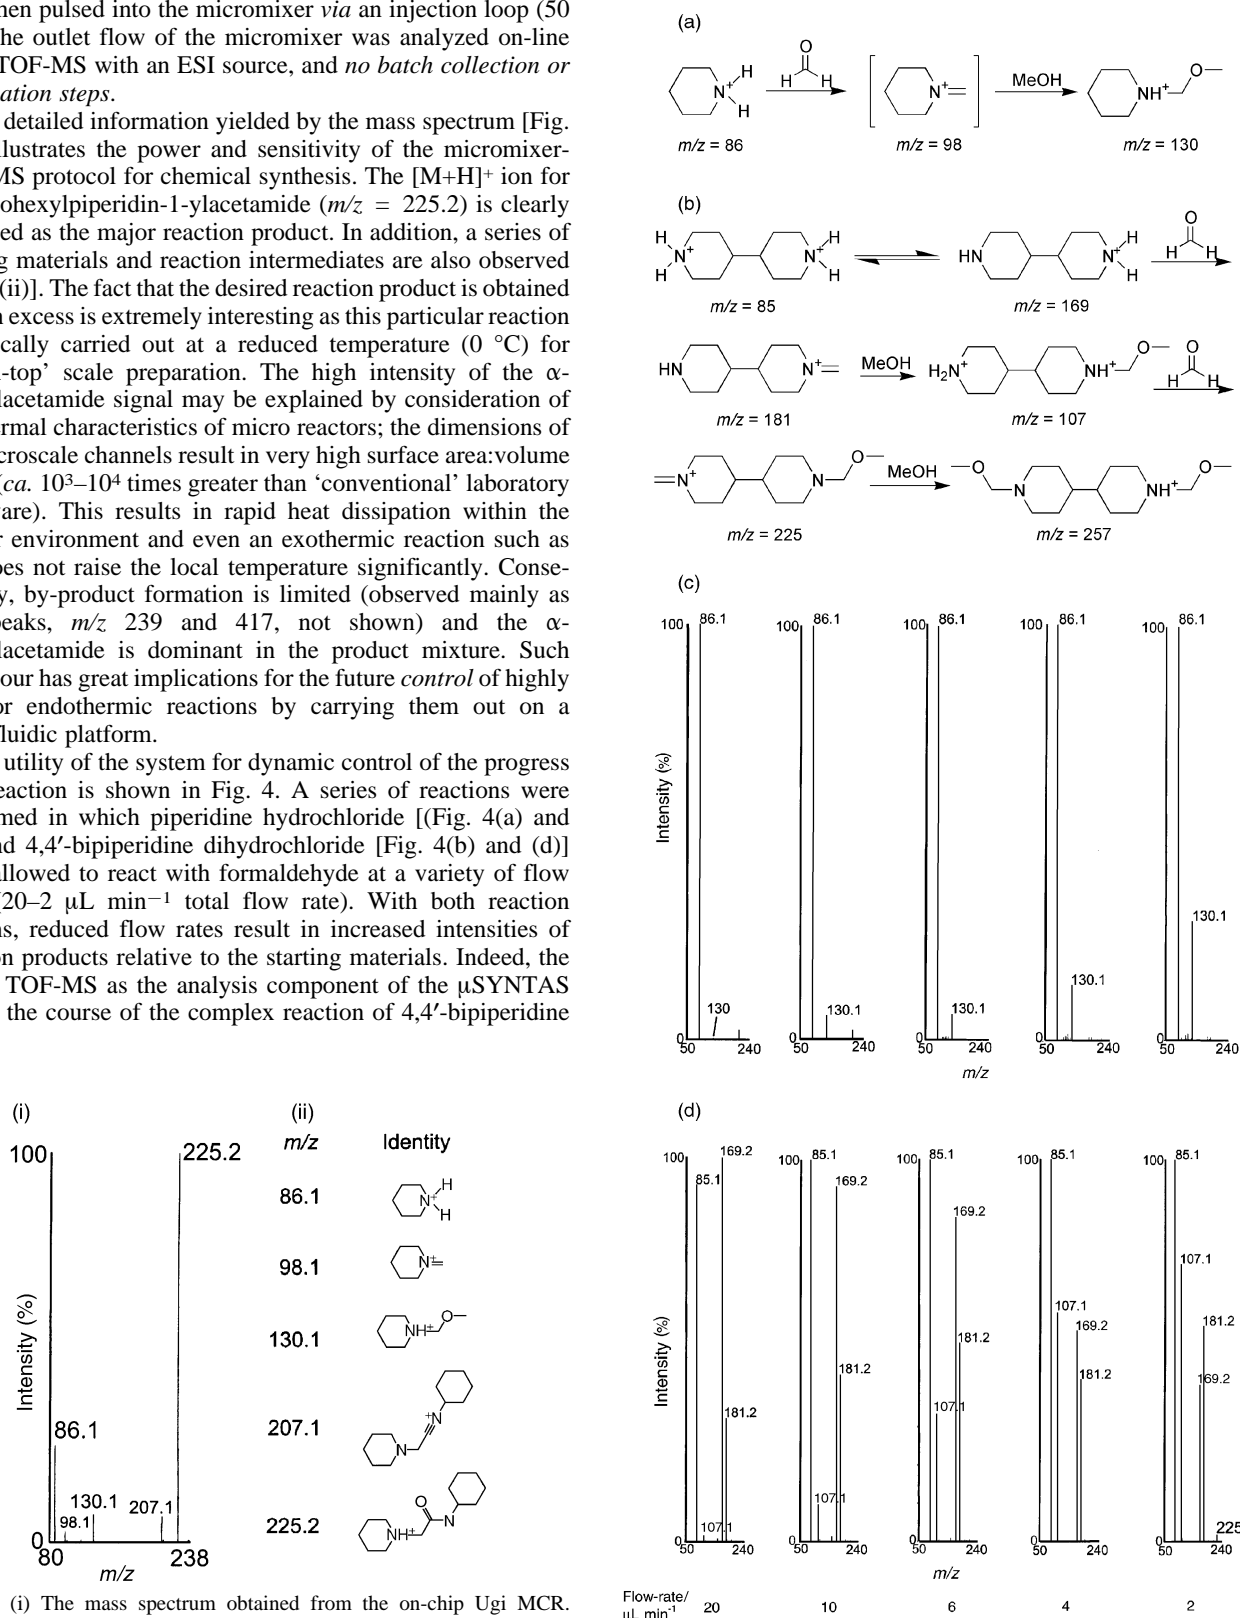 hen pulsed into the micromixer via an injection loop (50
he outlet flow of the micromixer was analyzed on-line
TOF-MS with an ESI source, and no batch collection or
ation steps.
detailed information yielded by the mass spectrum [Fig.
llustrates the power and sensitivity of the micromixer-
MS protocol for chemical synthesis. The [M+H]+ ion for
ohexylpiperidin-1-ylacetamide (m/z = 225.2) is clearly
ed as the major reaction product. In addition, a series of
g materials and reaction intermediates are also observed
(ii)]. The fact that the desired reaction product is obtained
n excess is extremely interesting as this particular reaction
cally carried out at a reduced temperature (0 °C) for
-top’ scale preparation. The high intensity of the α-
lacetamide signal may be explained by consideration of
ermal characteristics of micro reactors; the dimensions of
croscale channels result in very high surface area:volume
(ca. 10³–10⁴ times greater than ‘conventional’ laboratory
are). This results in rapid heat dissipation within the
r environment and even an exothermic reaction such as
oes not raise the local temperature significantly. Conse-
y, by-product formation is limited (observed mainly as
eaks, m/z 239 and 417, not shown) and the α-
lacetamide is dominant in the product mixture. Such
our has great implications for the future control of highly
or endothermic reactions by carrying them out on a
fluidic platform.
utility of the system for dynamic control of the progress
eaction is shown in Fig. 4. A series of reactions were
med in which piperidine hydrochloride [(Fig. 4(a) and
nd 4,4′-bipiperidine dihydrochloride [Fig. 4(b) and (d)]
allowed to react with formaldehyde at a variety of flow
(20–2 μL min⁻¹ total flow rate). With both reaction
ns, reduced flow rates result in increased intensities of
on products relative to the starting materials. Indeed, the
TOF-MS as the analysis component of the μSYNTAS
the course of the complex reaction of 4,4′-bipiperidine
(i)
100
225.2
86.1
130.1
98.1
207.1
0
80
238
m/z
Intensity (%)
(ii)
m/z Identity
86.1
N+ H H
98.1
N+
130.1
NH+ O
207.1
N +N
225.2
NH+ O N
(i) The mass spectrum obtained from the on-chip Ugi MCR.
(a)
N+ H H
O H H
N+
MeOH
NH+ O
m/z = 86
m/z = 98
m/z = 130
(b)
H H N+ N+ H H
HN N+ H H
O H H
m/z = 85
m/z = 169
HN N+
MeOH
H2N+ NH+ O
O H H
m/z = 181
m/z = 107
N+ N O
MeOH
O N NH+ O
m/z = 225
m/z = 257
(c)
Intensity (%)
100 86.1 130 0 50 240
100 86.1 130.1 0 50 240
100 86.1 130.1 0 50 240
100 86.1 130.1 0 50 240
100 86.1 130.1 0 50 240
m/z
(d)
Intensity (%)
100 169.2 85.1 181.2 107.1 0 50 240
100 85.1 169.2 181.2 107.1 0 50 240
100 85.1 169.2 181.2 107.1 0 50 240
100 85.1 107.1 169.2 181.2 0 50 240
100 85.1 107.1 181.2 169.2 225 0 50 240
m/z
Flow-rate/
μL min⁻¹ 20 10 6 4 2